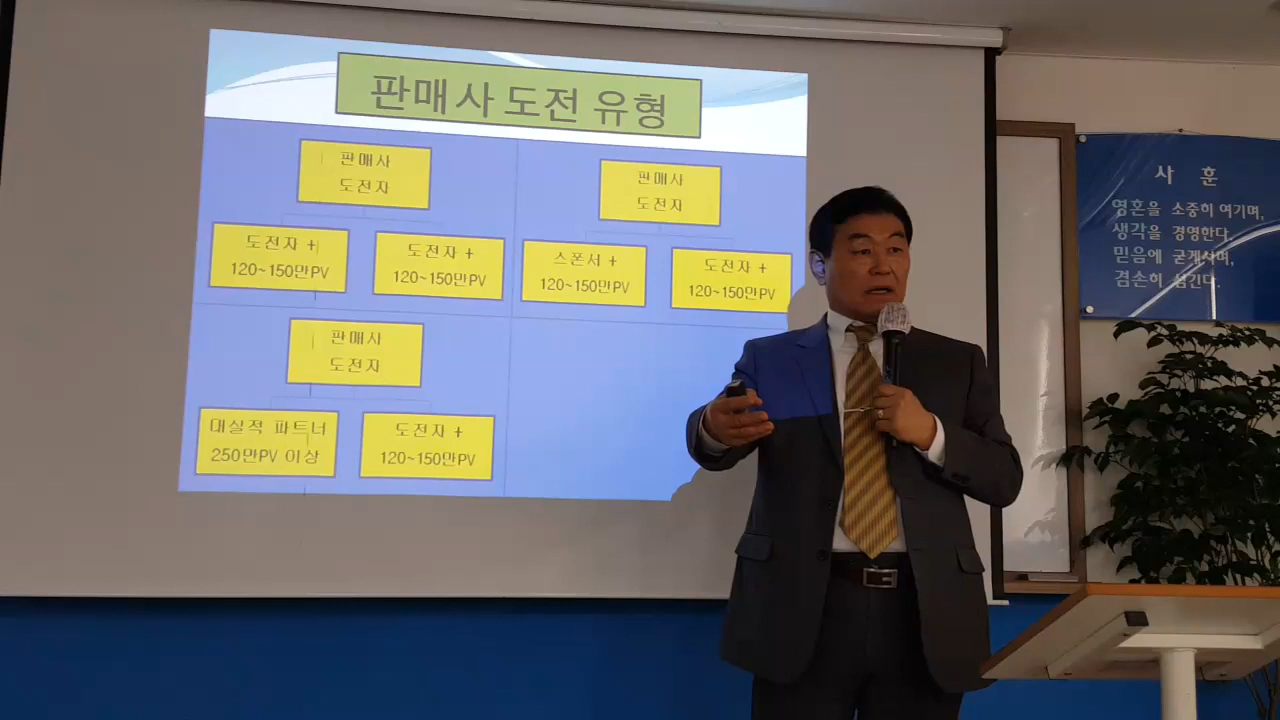 판매사 도전 유형
판매사
도전자
도전자 +
120~150만PV
도전자 +
120~150만PV
판매사
도전자
스폰서 +
120~150만PV
도전자 +
120~150만PV
판매사
도전자
대실적 파트너
250만PV 이상
도전자 +
120~150만PV
사 훈
영혼을 소중히 여기며,
생각을 경영한다.
믿음에 굳게서며,
겸손히 섬긴다.